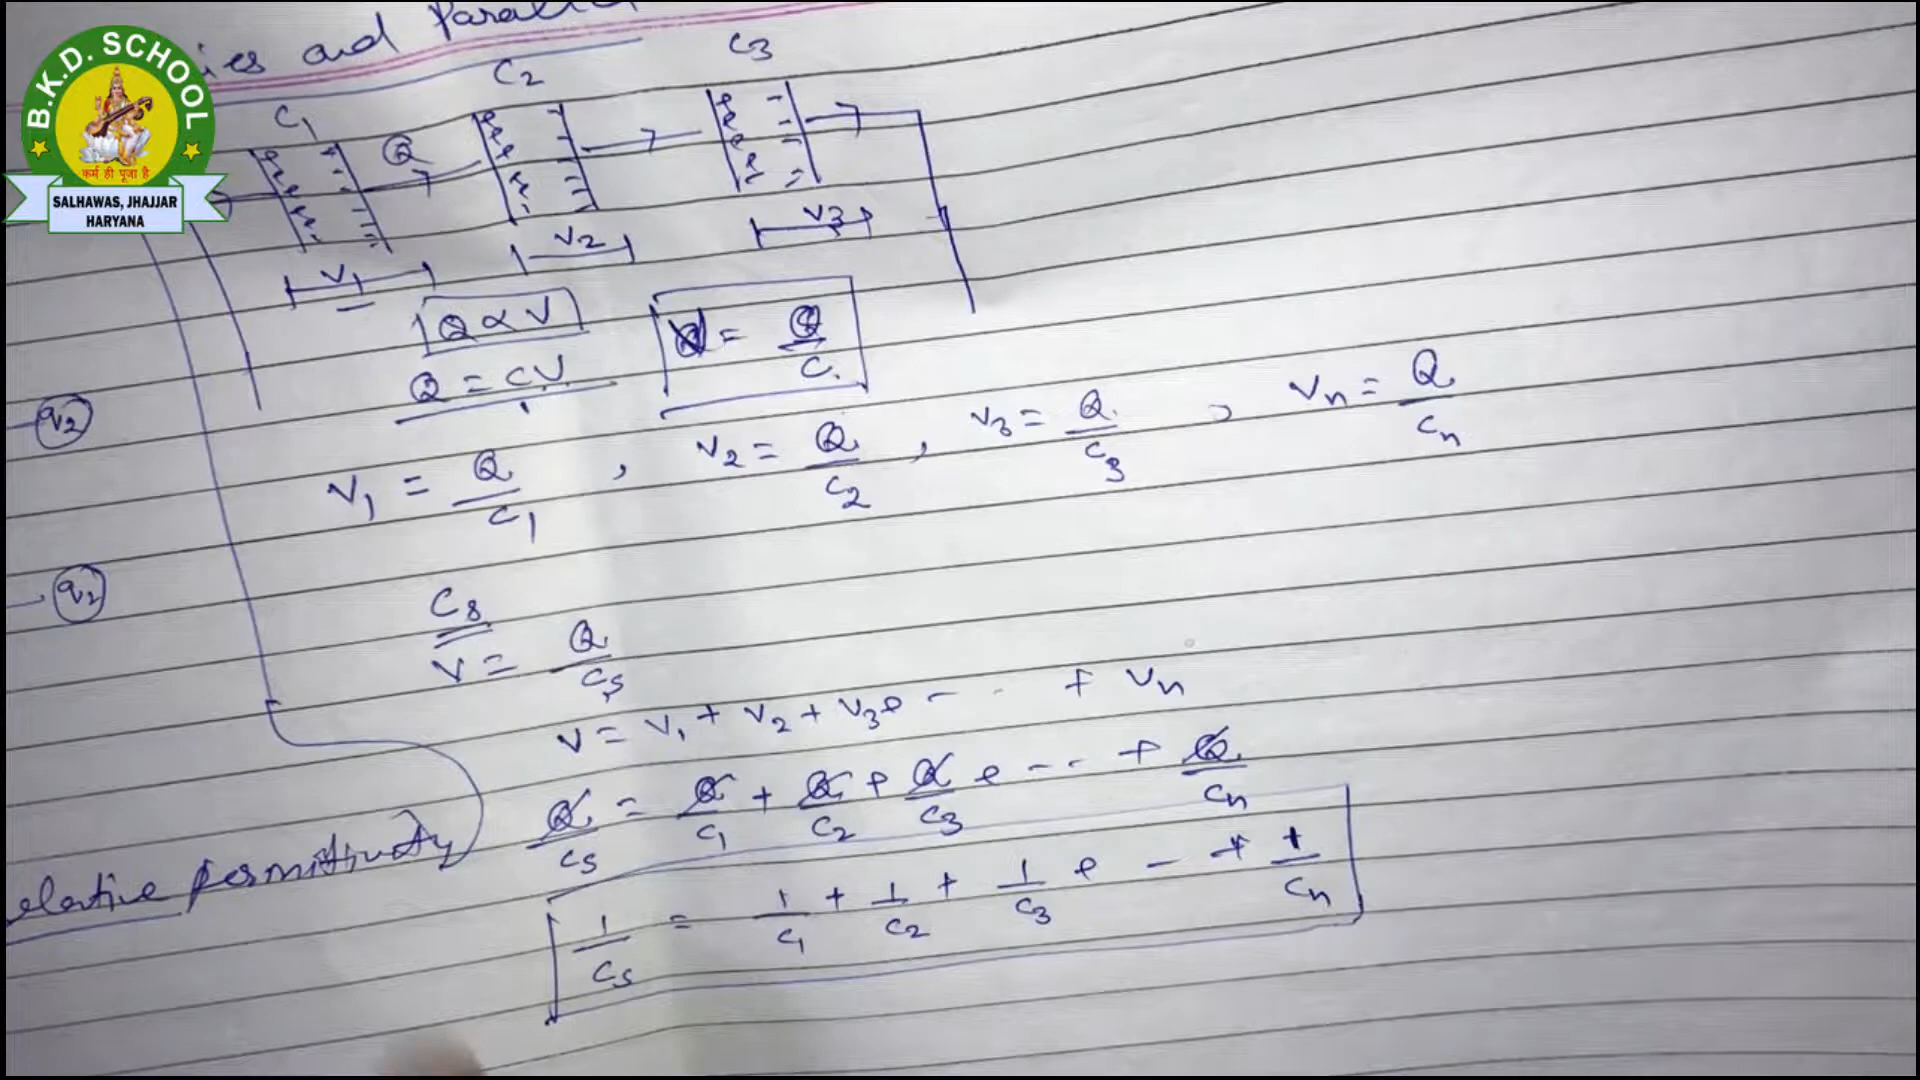 B.K.D. SCHOOL
कर्म ही पूजा है
SALHAWAS, JHAJJAR
HARYANA
and
C1 C2 C3
Q
V1 V2 V3
Q ∝ V
Q = CV
= Q/C.
q2
V1 = Q/C1 , V2 = Q/C2 , V3 = Q/C3 , Vn = Q/Cn
q2
Cs
V = Q/Cs
V = V1 + V2 + V3 + - - + Vn
Q/Cs = Q/C1 + Q/C2 + Q/C3 + - - - + Q/Cn
elative permittivity
1/Cs = 1/C1 + 1/C2 + 1/C3 + - + 1/Cn